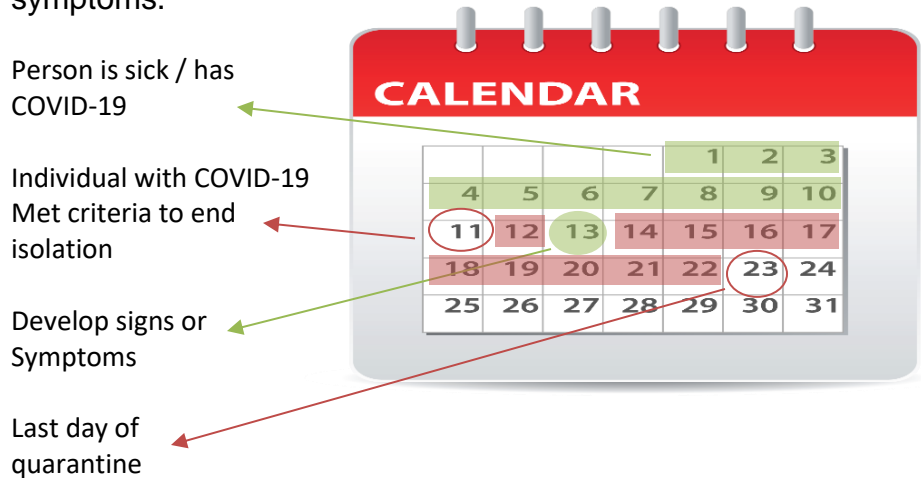 symptoms.
Person is sick / has
COVID-19
Individual with COVID-19
Met criteria to end
isolation
Develop signs or
Symptoms
Last day of
quarantine
CALENDAR
1 2 3
4 5 6 7 8 9 10
11 12 13 14 15 16 17
18 19 20 21 22 23 24
25 26 27 28 29 30 31